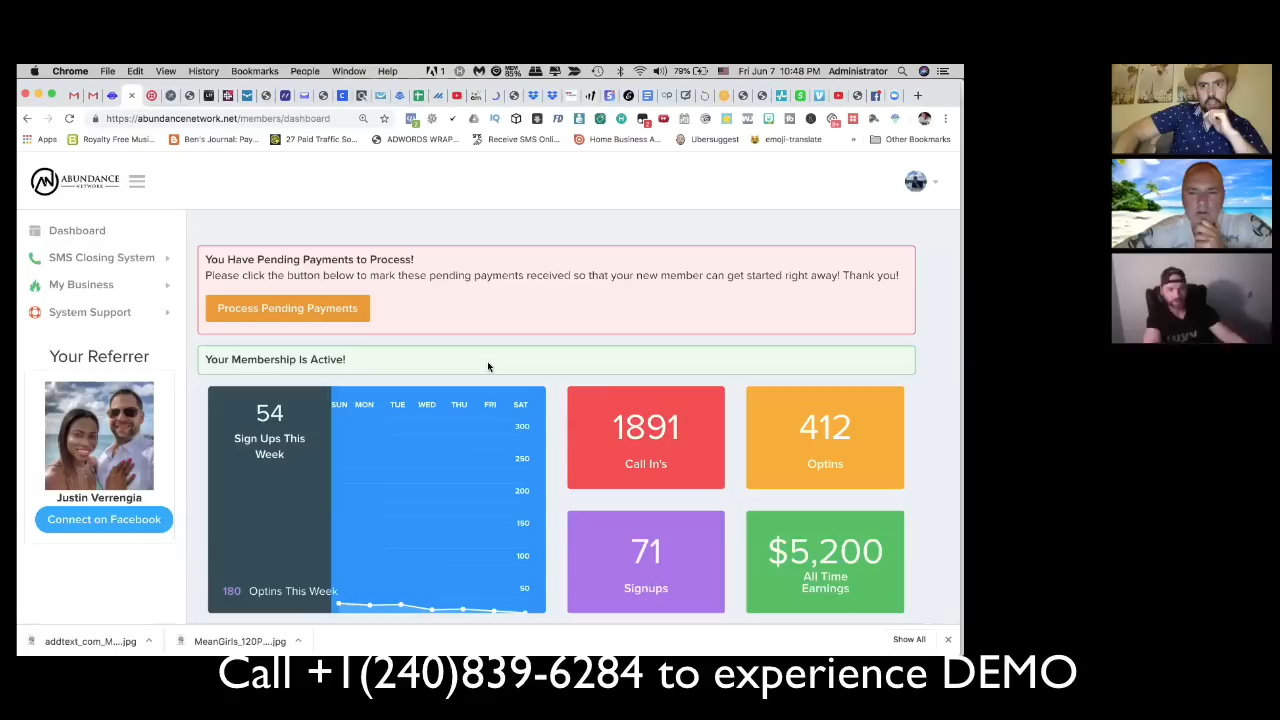 Chrome File Edit View History Bookmarks People Window Help
1 MEM 85% 79% Fri Jun 7 10:48 PM Administrator
https://abundancenetwork.net/members/dashboard
Apps Royalty Free Musi... Ben's Journal: Pay... 27 Paid Traffic So... ADWORDS WRAP... Receive SMS Onli... Home Business A... Ubersuggest emoji-translate » Other Bookmarks
ABUNDANCE
NETWORK
Dashboard
SMS Closing System
My Business
System Support
Your Referrer
Justin Verrengia
Connect on Facebook
You Have Pending Payments to Process!
Please click the button below to mark these pending payments received so that your new member can get started right away! Thank you!
Process Pending Payments
Your Membership Is Active!
54
Sign Ups This
Week
180 Optins This Week
SUN MON TUE WED THU FRI SAT
300
250
200
150
100
50
1891
Call In's
412
Optins
71
Signups
$5,200
All Time
Earnings
addtext_com_M....jpg
MeanGirls_120P....jpg
Show All
Call +1(240)839-6284 to experience DEMO